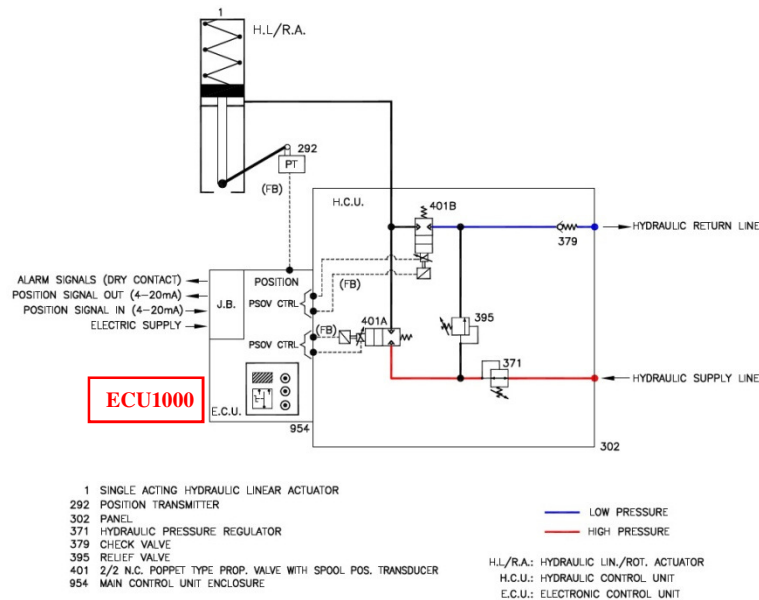 1
H.L/R.A.
292
PT
(FB)
H.C.U.
401B
379
HYDRAULIC RETURN LINE
ALARM SIGNALS (DRY CONTACT)
POSITION SIGNAL OUT (4-20mA)
POSITION SIGNAL IN (4-20mA)
ELECTRIC SUPPLY
J.B.
POSITION
PSOV CTRL
(FB)
PSOV CTRL
(FB)
401A
395
371
HYDRAULIC SUPPLY LINE
ECU1000
E.C.U.
954
302
1 SINGLE ACTING HYDRAULIC LINEAR ACTUATOR
292 POSITION TRANSMITTER
302 PANEL
371 HYDRAULIC PRESSURE REGULATOR
379 CHECK VALVE
395 RELIEF VALVE
401 2/2 N.C. POPPET TYPE PROP. VALVE WITH SPOOL POS. TRANSDUCER
954 MAIN CONTROL UNIT ENCLOSURE
LOW PRESSURE
HIGH PRESSURE
H.L/R.A.: HYDRAULIC LIN./ROT. ACTUATOR
H.C.U.: HYDRAULIC CONTROL UNIT
E.C.U.: ELECTRONIC CONTROL UNIT